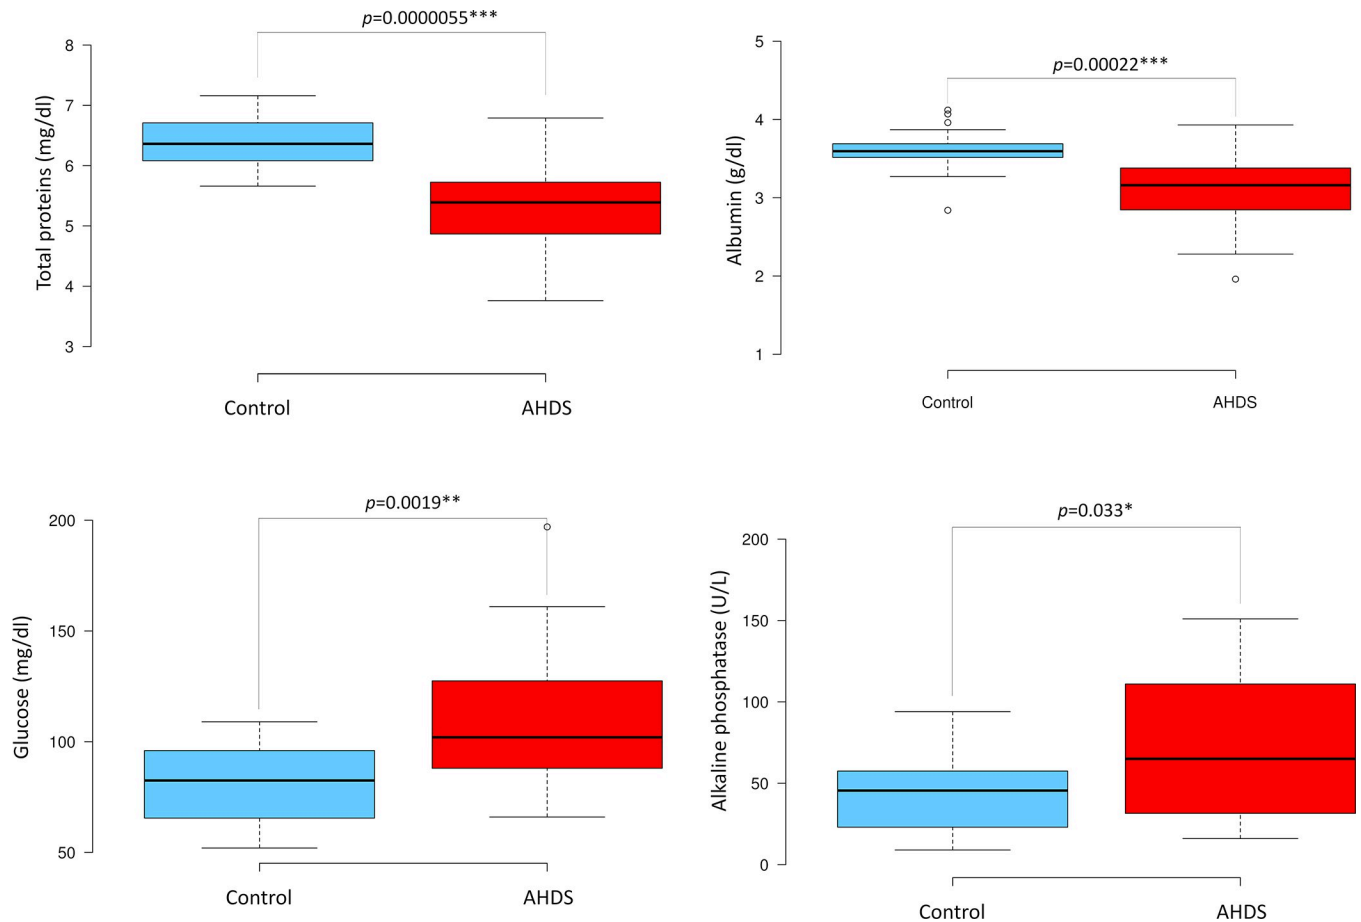 p=0.0000055***
8
7
6
5
4
3
Total proteins (mg/dl)
Control
AHDS
p=0.00022***
5
4
3
2
1
Albumin (g/dl)
Control
AHDS
p=0.0019**
200
150
100
50
Glucose (mg/dl)
Control
AHDS
p=0.033*
200
150
100
50
0
Alkaline phosphatase (U/L)
Control
AHDS